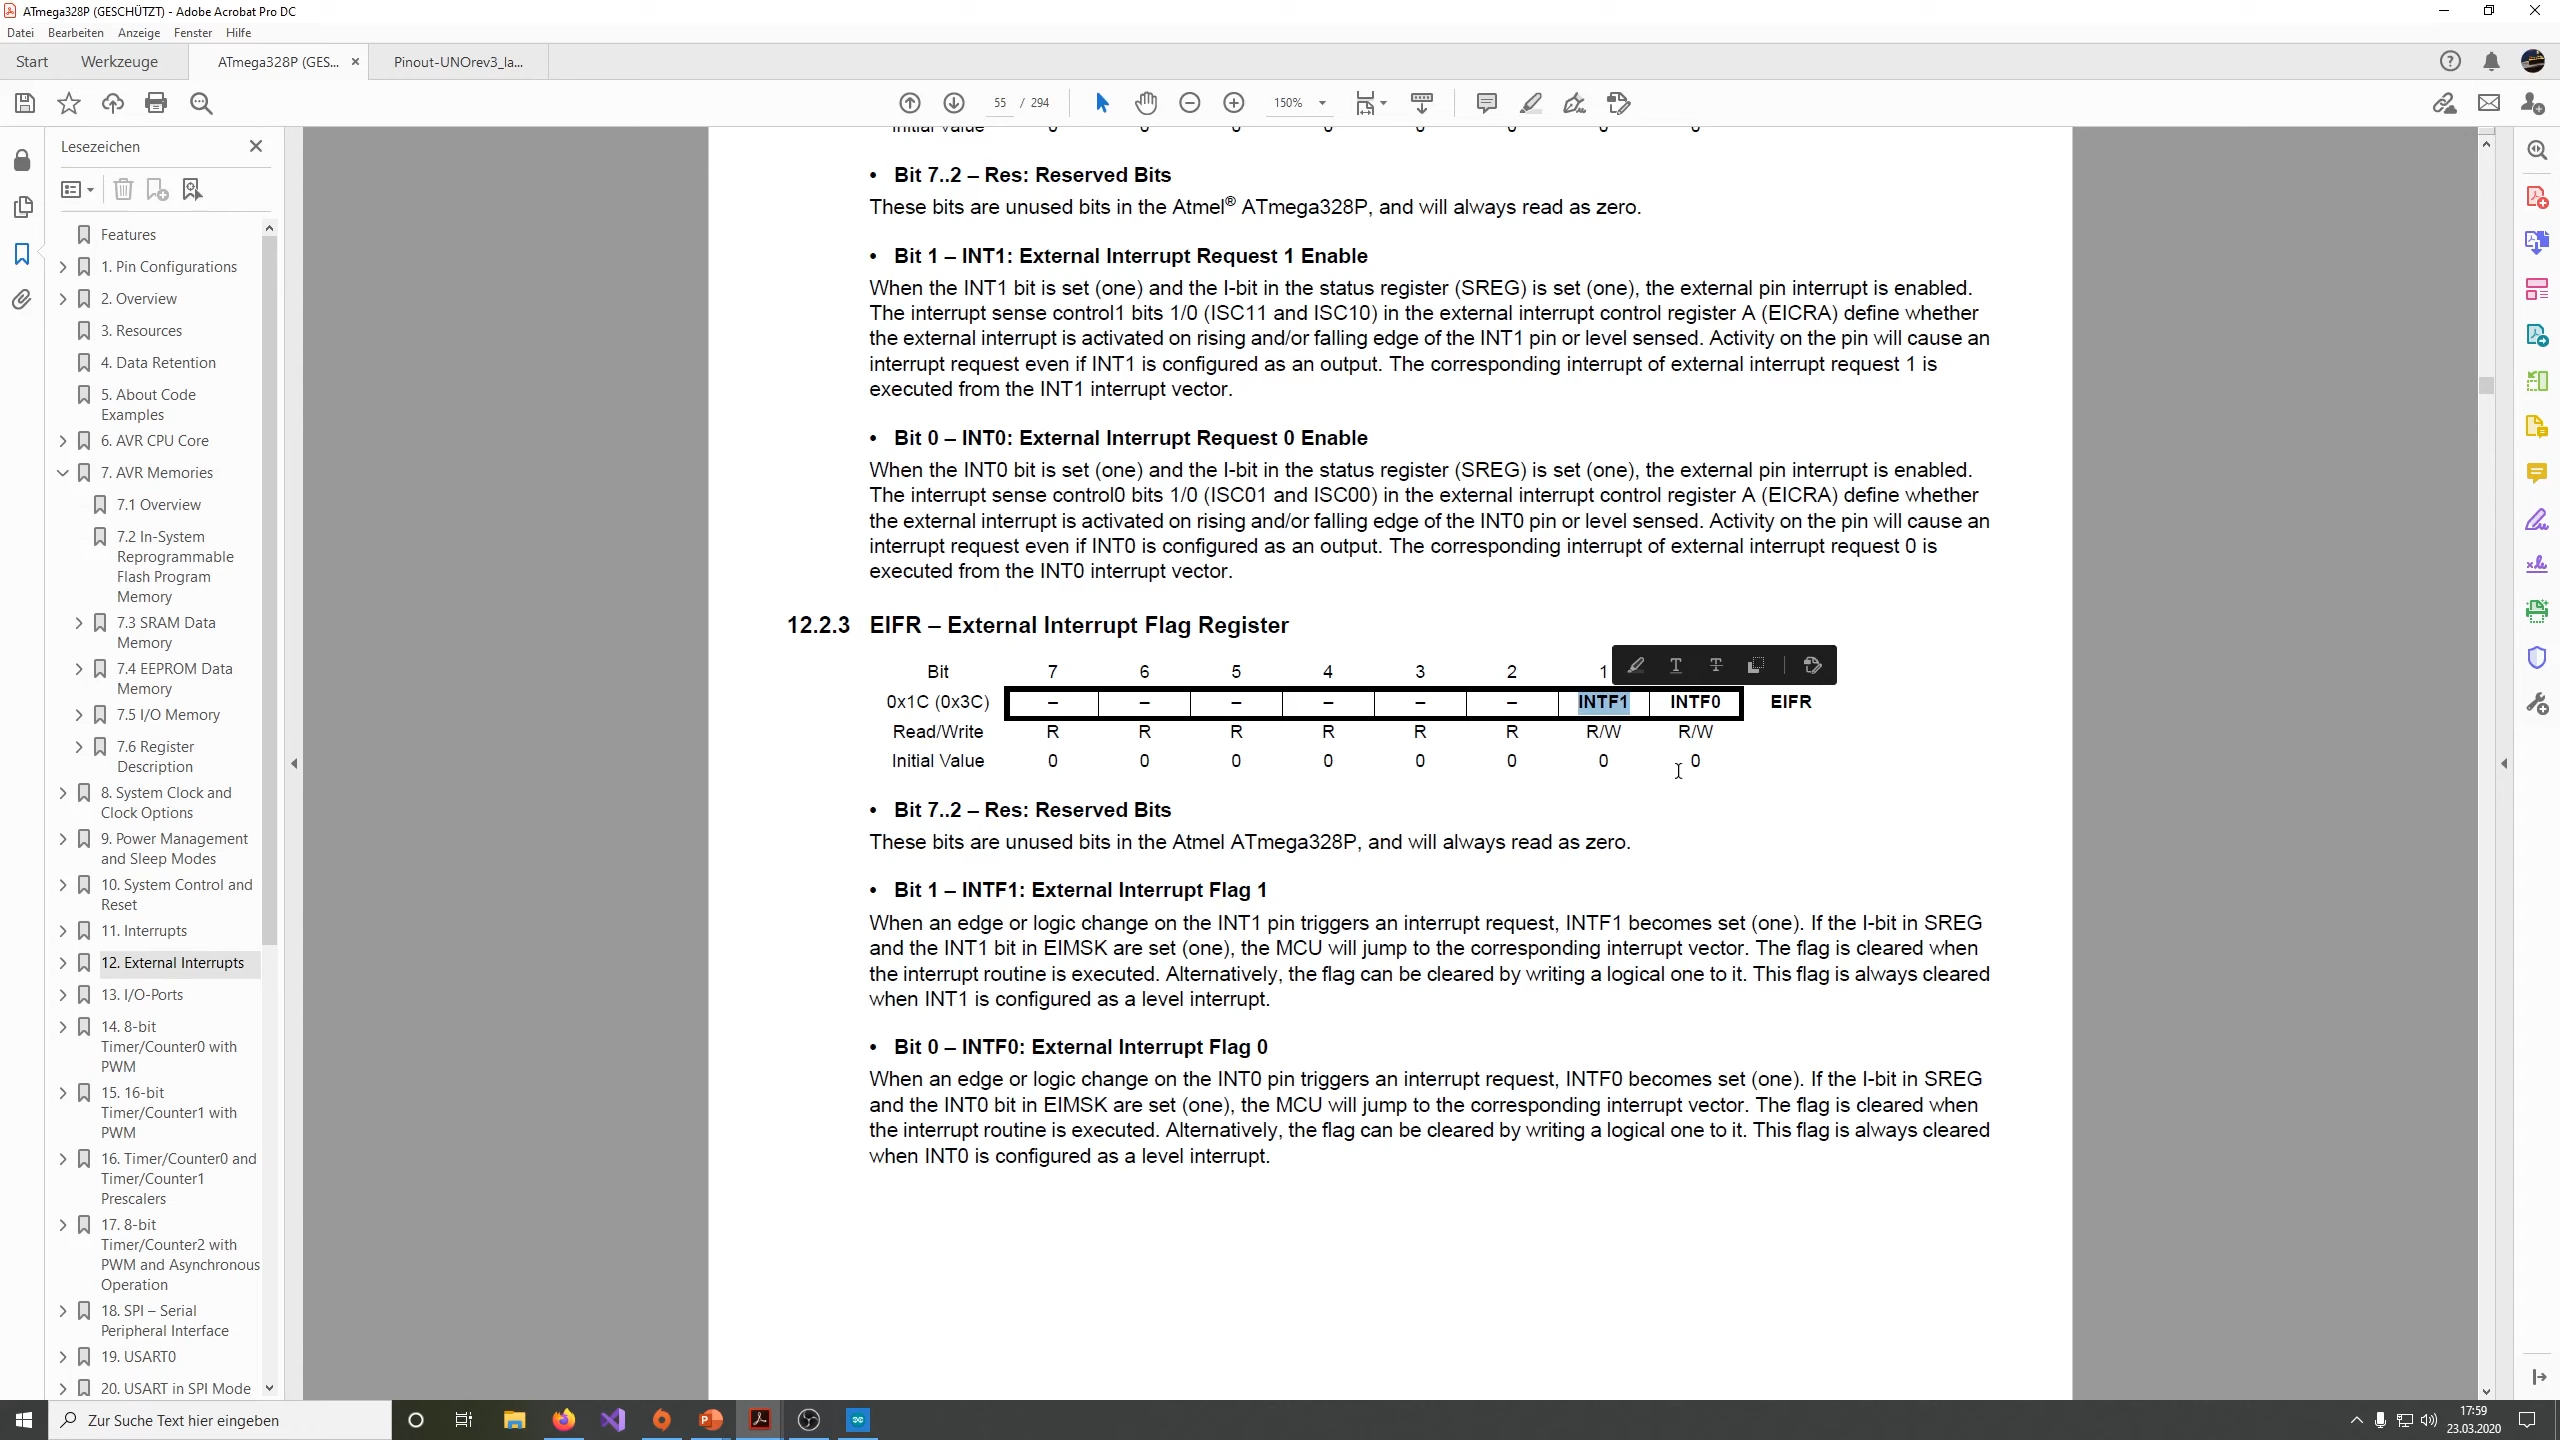 ATmega328P (GESCHÜTZT) - Adobe Acrobat Pro DC
Datei Bearbeiten Anzeige Fenster Hilfe
Start Werkzeuge ATmega328P (GES... × Pinout-UNOrev3_la...
55 / 294 150%
Lesezeichen
Features
1. Pin Configurations
2. Overview
3. Resources
4. Data Retention
5. About Code
Examples
6. AVR CPU Core
7. AVR Memories
7.1 Overview
7.2 In-System
Reprogrammable
Flash Program
Memory
7.3 SRAM Data
Memory
7.4 EEPROM Data
Memory
7.5 I/O Memory
7.6 Register
Description
8. System Clock and
Clock Options
9. Power Management
and Sleep Modes
10. System Control and
Reset
11. Interrupts
12. External Interrupts
13. I/O-Ports
14. 8-bit
Timer/Counter0 with
PWM
15. 16-bit
Timer/Counter1 with
PWM
16. Timer/Counter0 and
Timer/Counter1
Prescalers
17. 8-bit
Timer/Counter2 with
PWM and Asynchronous
Operation
18. SPI – Serial
Peripheral Interface
19. USART0
20. USART in SPI Mode
Initial Value 0 0 0 0 0 0 0 0
• Bit 7..2 – Res: Reserved Bits
These bits are unused bits in the Atmel® ATmega328P, and will always read as zero.
• Bit 1 – INT1: External Interrupt Request 1 Enable
When the INT1 bit is set (one) and the I-bit in the status register (SREG) is set (one), the external pin interrupt is enabled.
The interrupt sense control1 bits 1/0 (ISC11 and ISC10) in the external interrupt control register A (EICRA) define whether
the external interrupt is activated on rising and/or falling edge of the INT1 pin or level sensed. Activity on the pin will cause an
interrupt request even if INT1 is configured as an output. The corresponding interrupt of external interrupt request 1 is
executed from the INT1 interrupt vector.
• Bit 0 – INT0: External Interrupt Request 0 Enable
When the INT0 bit is set (one) and the I-bit in the status register (SREG) is set (one), the external pin interrupt is enabled.
The interrupt sense control0 bits 1/0 (ISC01 and ISC00) in the external interrupt control register A (EICRA) define whether
the external interrupt is activated on rising and/or falling edge of the INT0 pin or level sensed. Activity on the pin will cause an
interrupt request even if INT0 is configured as an output. The corresponding interrupt of external interrupt request 0 is
executed from the INT0 interrupt vector.
12.2.3 EIFR – External Interrupt Flag Register
Bit 7 6 5 4 3 2 1
0x1C (0x3C) – – – – – – INTF1 INTF0 EIFR
Read/Write R R R R R R R/W R/W
Initial Value 0 0 0 0 0 0 0 0
• Bit 7..2 – Res: Reserved Bits
These bits are unused bits in the Atmel ATmega328P, and will always read as zero.
• Bit 1 – INTF1: External Interrupt Flag 1
When an edge or logic change on the INT1 pin triggers an interrupt request, INTF1 becomes set (one). If the I-bit in SREG
and the INT1 bit in EIMSK are set (one), the MCU will jump to the corresponding interrupt vector. The flag is cleared when
the interrupt routine is executed. Alternatively, the flag can be cleared by writing a logical one to it. This flag is always cleared
when INT1 is configured as a level interrupt.
• Bit 0 – INTF0: External Interrupt Flag 0
When an edge or logic change on the INT0 pin triggers an interrupt request, INTF0 becomes set (one). If the I-bit in SREG
and the INT0 bit in EIMSK are set (one), the MCU will jump to the corresponding interrupt vector. The flag is cleared when
the interrupt routine is executed. Alternatively, the flag can be cleared by writing a logical one to it. This flag is always cleared
when INT0 is configured as a level interrupt.
Zur Suche Text hier eingeben
17:59
23.03.2020